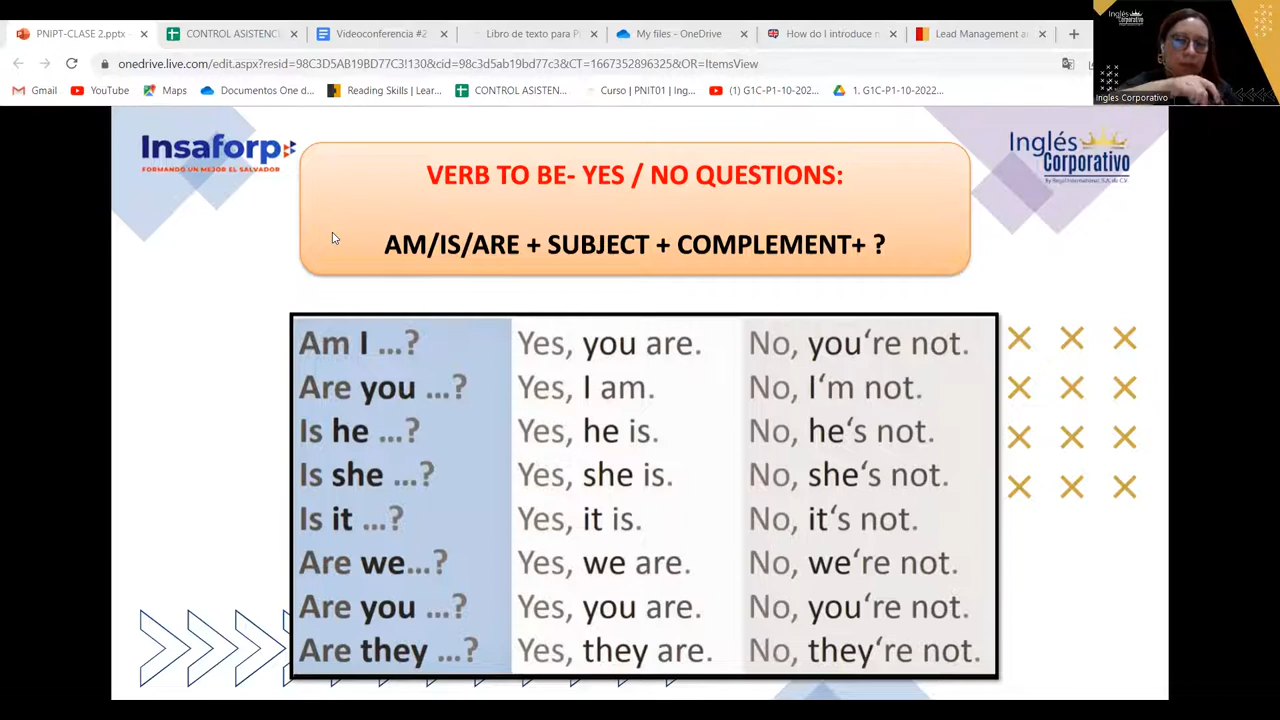 PNIPT-CLASE 2.pptx
CONTROL ASISTENC
Videoconferencia #2
Libro de texto para P
My files - OneDrive
How do I introduce
Lead Management a
onedrive.live.com/edit.aspx?resid=98C3D5AB19BD77C3!130&cid=98c3d5ab19bd77c3&CT=1667352896325&OR=ItemsView
Gmail
YouTube
Maps
Documentos One d...
Reading Skills | Lear...
CONTROL ASISTEN...
Curso | PNIT01 | Ing...
(1) G1C-P1-10-202...
1. G1C-P1-10-2022...
Inglés
Corporativo
Ingles Corporativo
Insaforp
FORMANDO UN MEJOR EL SALVADOR
Inglés
Corporativo
By Regal International, S.A. de C.V.
VERB TO BE- YES / NO QUESTIONS:
AM/IS/ARE + SUBJECT + COMPLEMENT+ ?
Am I ...? Yes, you are. No, you‘re not.
Are you ...? Yes, I am. No, I‘m not.
Is he ...? Yes, he is. No, he‘s not.
Is she ...? Yes, she is. No, she‘s not.
Is it ...? Yes, it is. No, it‘s not.
Are we...? Yes, we are. No, we‘re not.
Are you ...? Yes, you are. No, you‘re not.
Are they ...? Yes, they are. No, they‘re not.